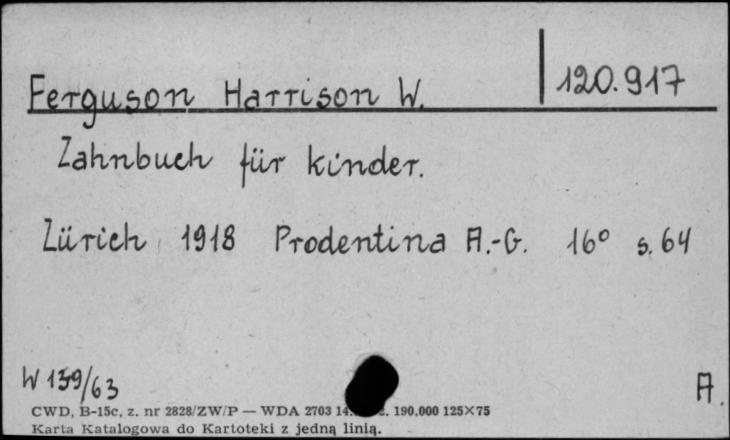 Ferguson Harrison W. 120.917
Zahnbuch für kinder.
Zürich 1918 Prodentina A.-G. 16° s. 64
W 139/63
A.
CWD, B-15c, z. nr 2828/ZW/P — WDA 2703 14. 190.000 125×75
Karta Katalogowa do Kartoteki z jedną linią.